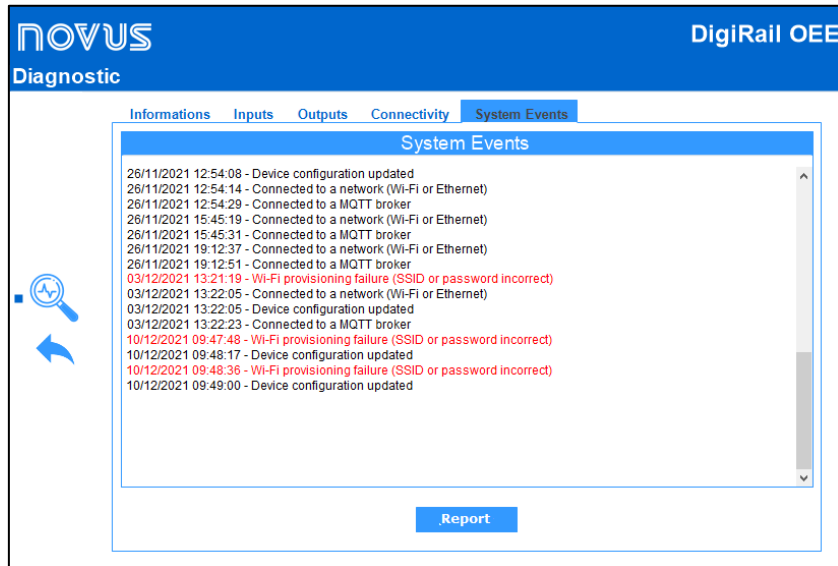 NOVUS
DigiRail OEE
Diagnostic
Informations Inputs Outputs Connectivity System Events
System Events
26/11/2021 12:54:08 - Device configuration updated
26/11/2021 12:54:14 - Connected to a network (Wi-Fi or Ethernet)
26/11/2021 12:54:29 - Connected to a MQTT broker
26/11/2021 15:45:19 - Connected to a network (Wi-Fi or Ethernet)
26/11/2021 15:45:31 - Connected to a MQTT broker
26/11/2021 19:12:37 - Connected to a network (Wi-Fi or Ethernet)
26/11/2021 19:12:51 - Connected to a MQTT broker
03/12/2021 13:21:19 - Wi-Fi provisioning failure (SSID or password incorrect)
03/12/2021 13:22:05 - Connected to a network (Wi-Fi or Ethernet)
03/12/2021 13:22:05 - Device configuration updated
03/12/2021 13:22:23 - Connected to a MQTT broker
10/12/2021 09:47:48 - Wi-Fi provisioning failure (SSID or password incorrect)
10/12/2021 09:48:17 - Device configuration updated
10/12/2021 09:48:36 - Wi-Fi provisioning failure (SSID or password incorrect)
10/12/2021 09:49:00 - Device configuration updated
Report